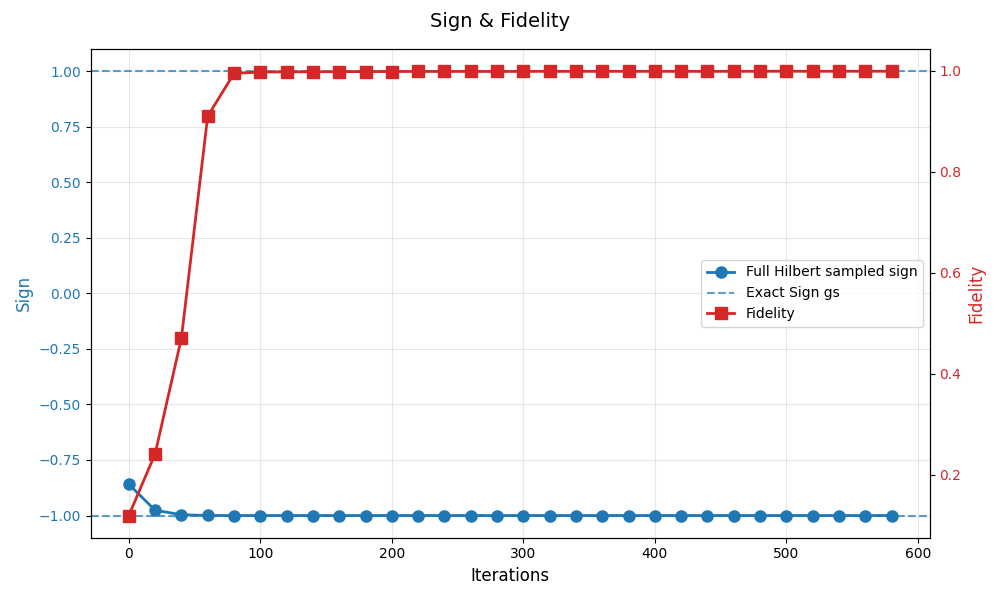 Sign & Fidelity
1.00
0.75
0.50
0.25
0.00
−0.25
−0.50
−0.75
−1.00
Sign
1.0
0.8
0.6
0.4
0.2
Fidelity
Full Hilbert sampled sign
Exact Sign gs
Fidelity
0 100 200 300 400 500 600
Iterations